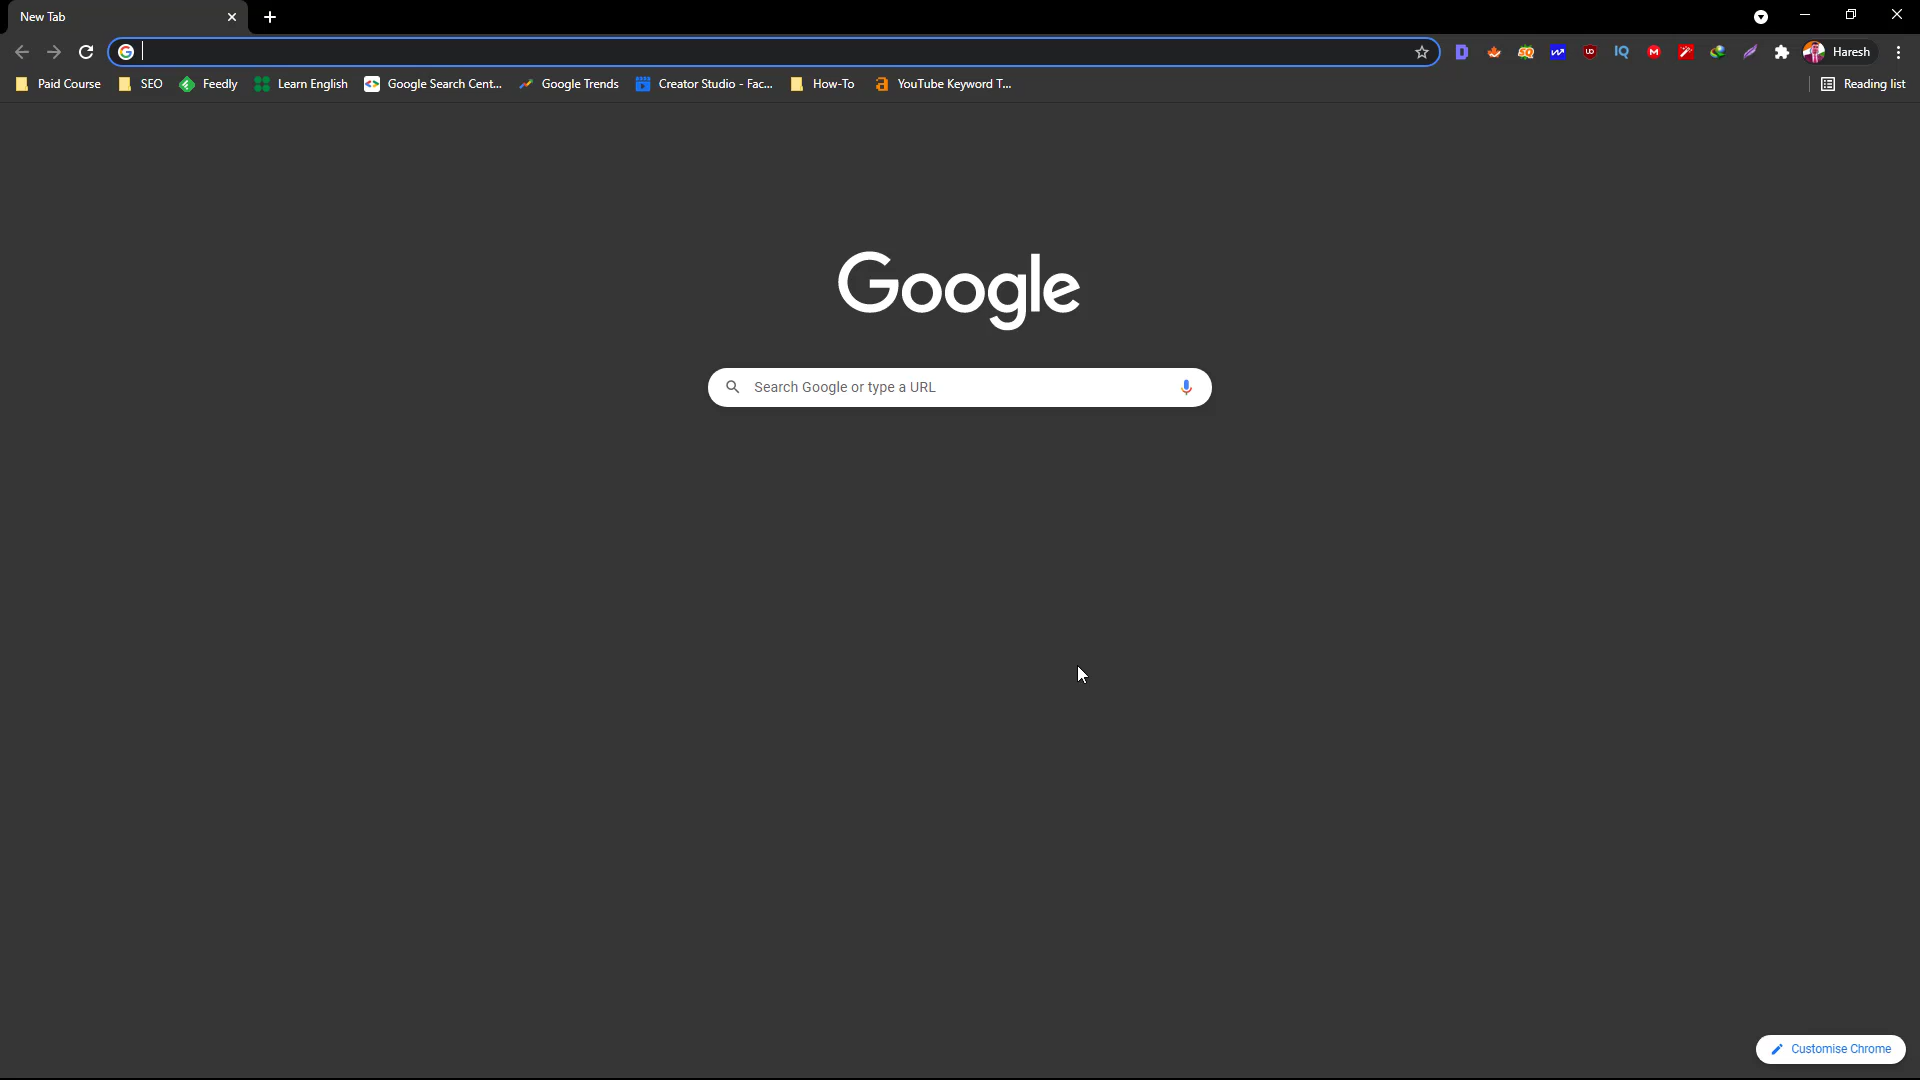 New Tab
Haresh
Paid Course SEO Feedly Learn English Google Search Cent... Google Trends Creator Studio - Fac... How-To YouTube Keyword T... Reading list
Google
Search Google or type a URL
Customise Chrome